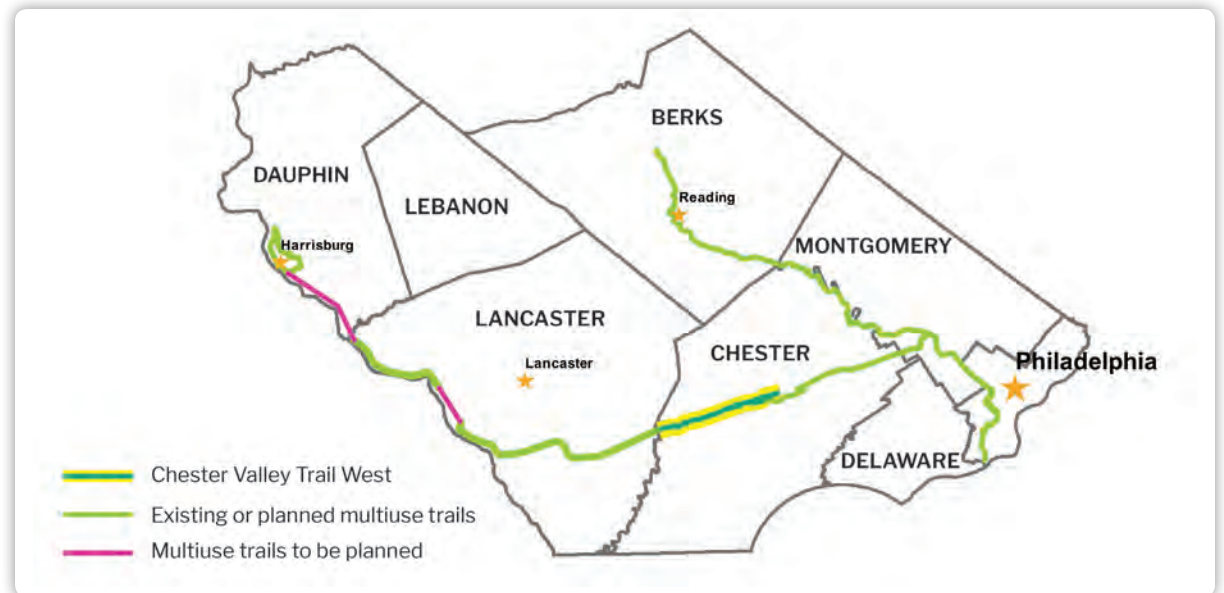 BERKS
DAUPHIN
LEBANON
Reading
MONTGOMERY
Harrisburg
LANCASTER
CHESTER
Lancaster
Philadelphia
DELAWARE
Chester Valley Trail West
Existing or planned multiuse trails
Multiuse trails to be planned